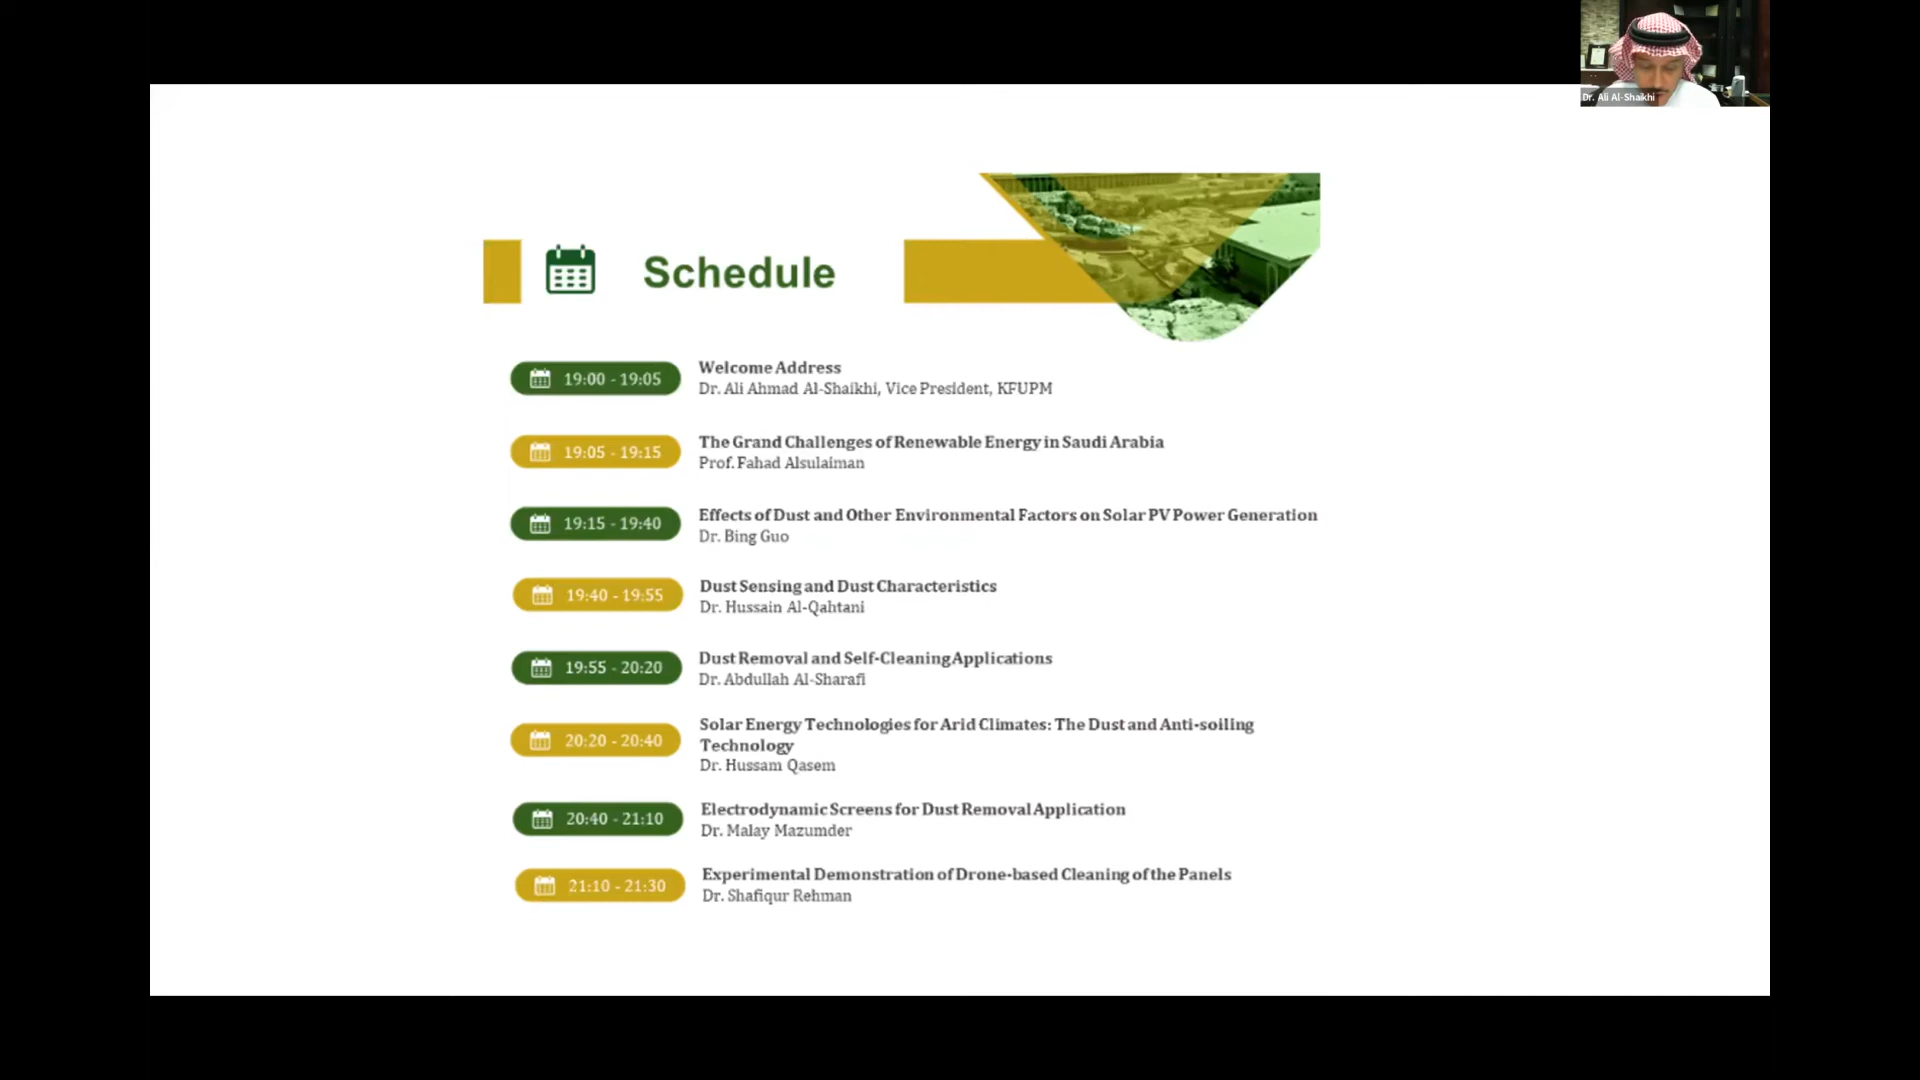 Dr. Ali Al-Shaikhi
Schedule
19:00 - 19:05
Welcome Address
Dr. Ali Ahmad Al-Shaikhi, Vice President, KFUPM
19:05 - 19:15
The Grand Challenges of Renewable Energy in Saudi Arabia
Prof. Fahad Alsulaiman
19:15 - 19:40
Effects of Dust and Other Environmental Factors on Solar PV Power Generation
Dr. Bing Guo
19:40 - 19:55
Dust Sensing and Dust Characteristics
Dr. Hussain Al-Qahtani
19:55 - 20:20
Dust Removal and Self-Cleaning Applications
Dr. Abdullah Al-Sharafi
20:20 - 20:40
Solar Energy Technologies for Arid Climates: The Dust and Anti-soiling
Technology
Dr. Hussam Qasem
20:40 - 21:10
Electrodynamic Screens for Dust Removal Application
Dr. Malay Mazumder
21:10 - 21:30
Experimental Demonstration of Drone-based Cleaning of the Panels
Dr. Shafiqur Rehman